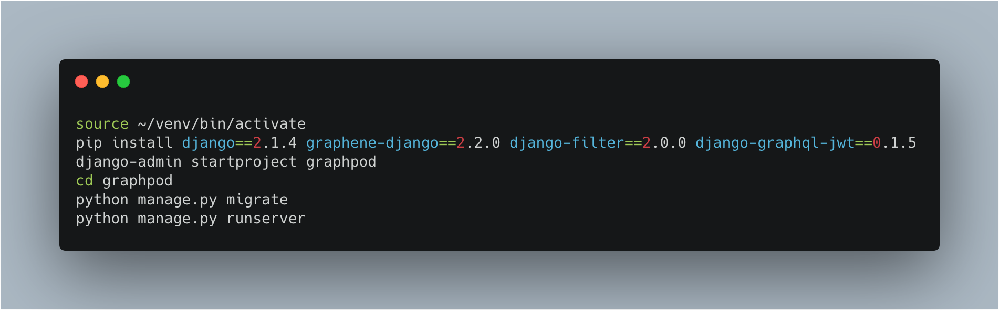 source ~/venv/bin/activate
pip install django==2.1.4 graphene-django==2.2.0 django-filter==2.0.0 django-graphql-jwt==0.1.5
django-admin startproject graphpod
cd graphpod
python manage.py migrate
python manage.py runserver